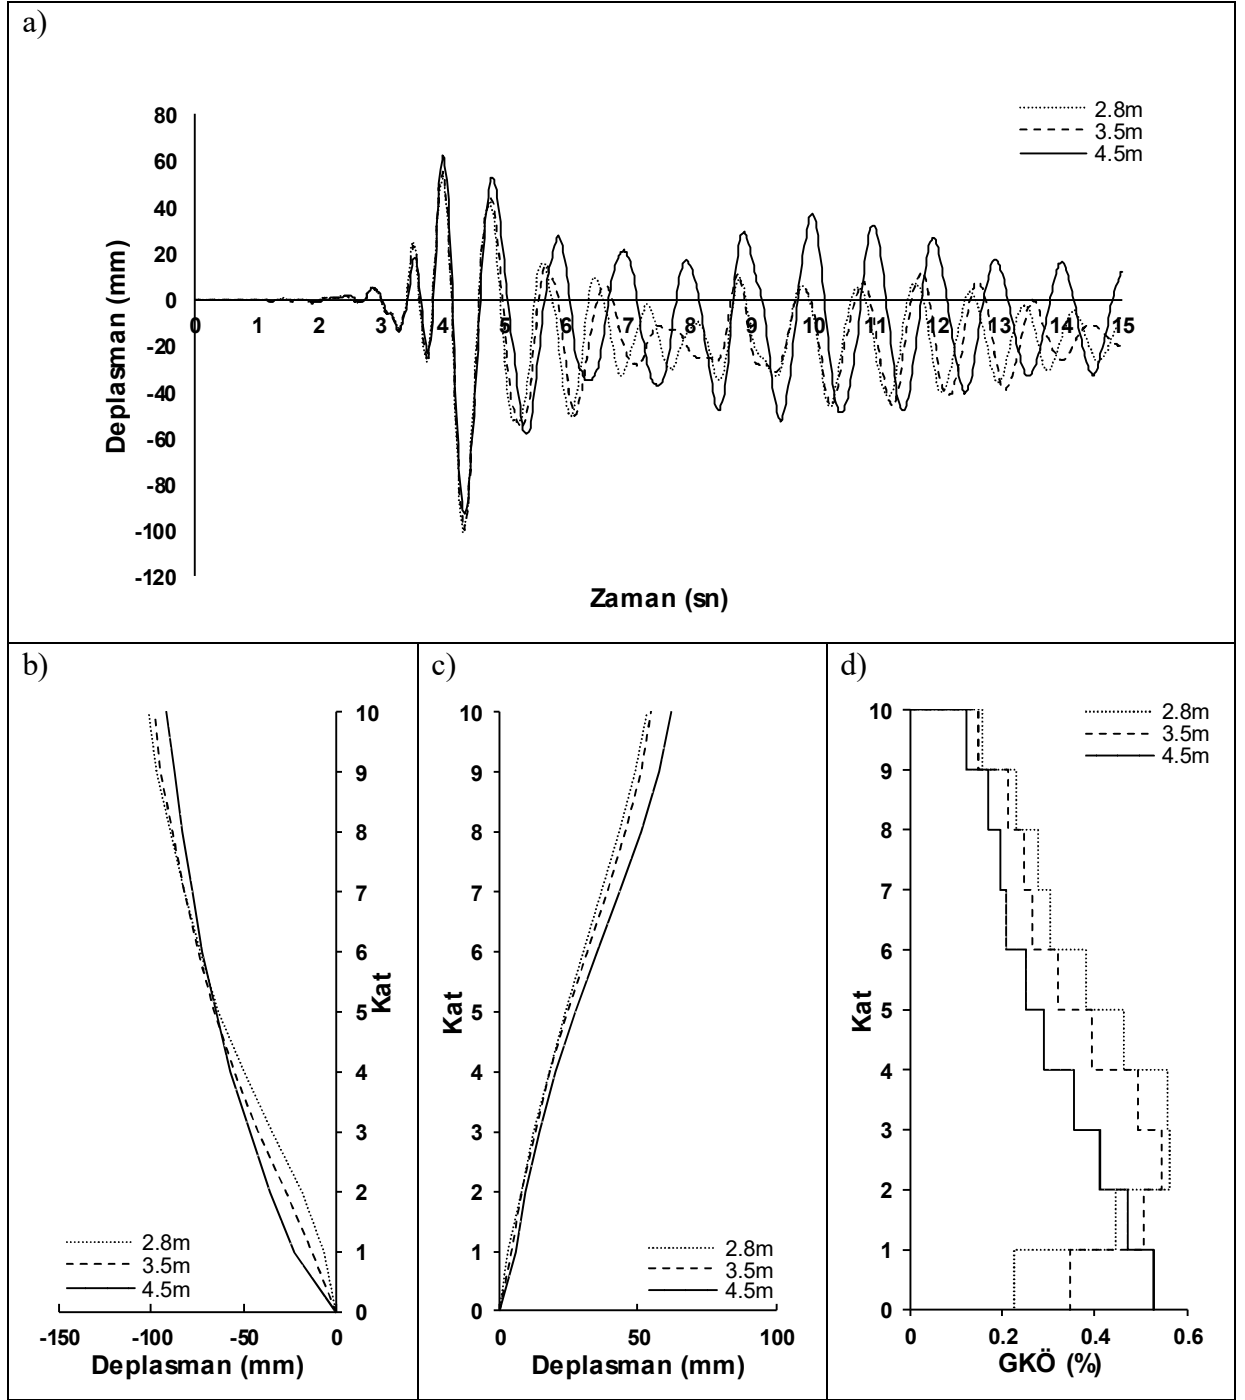 a)
80
60
40
20
0
-20
-40
-60
-80
-100
-120
Deplasman (mm)
0 1 2 3 4 5 6 7 8 9 10 11 12 13 14 15
Zaman (sn)
2.8m
3.5m
4.5m
b)
10
9
8
7
6
5
4
3
2
1
0
Kat
2.8m
3.5m
4.5m
-150 -100 -50 0
Deplasman (mm)
c)
10
9
8
7
6
5
4
3
2
1
0
Kat
2.8m
3.5m
4.5m
0 50 100
Deplasman (mm)
d)
10
9
8
7
6
5
4
3
2
1
0
Kat
2.8m
3.5m
4.5m
0 0.2 0.4 0.6
GKÖ (%)